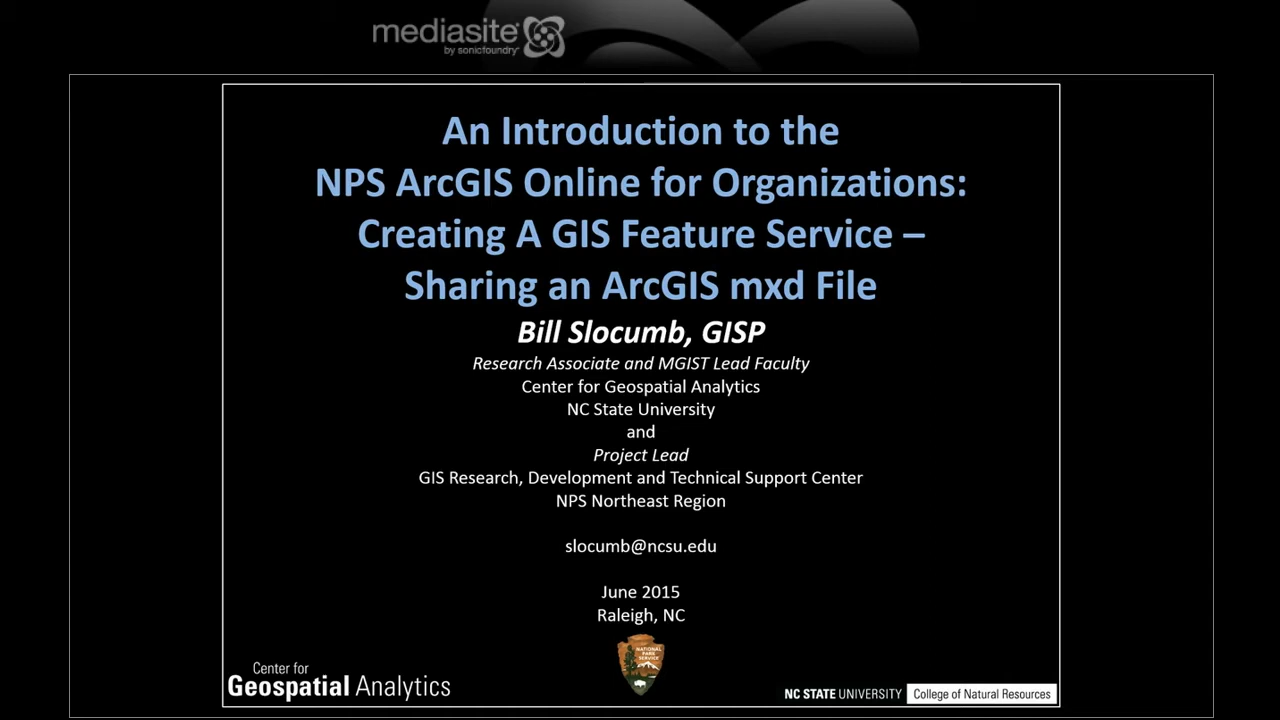 mediasite
by sonicfoundry
An Introduction to the
NPS ArcGIS Online for Organizations:
Creating A GIS Feature Service –
Sharing an ArcGIS mxd File
Bill Slocumb, GISP
Research Associate and MGIST Lead Faculty
Center for Geospatial Analytics
NC State University
and
Project Lead
GIS Research, Development and Technical Support Center
NPS Northeast Region
slocumb@ncsu.edu
June 2015
Raleigh, NC
NATIONAL
PARK
SERVICE
Center for
Geospatial Analytics
NC STATE UNIVERSITY College of Natural Resources